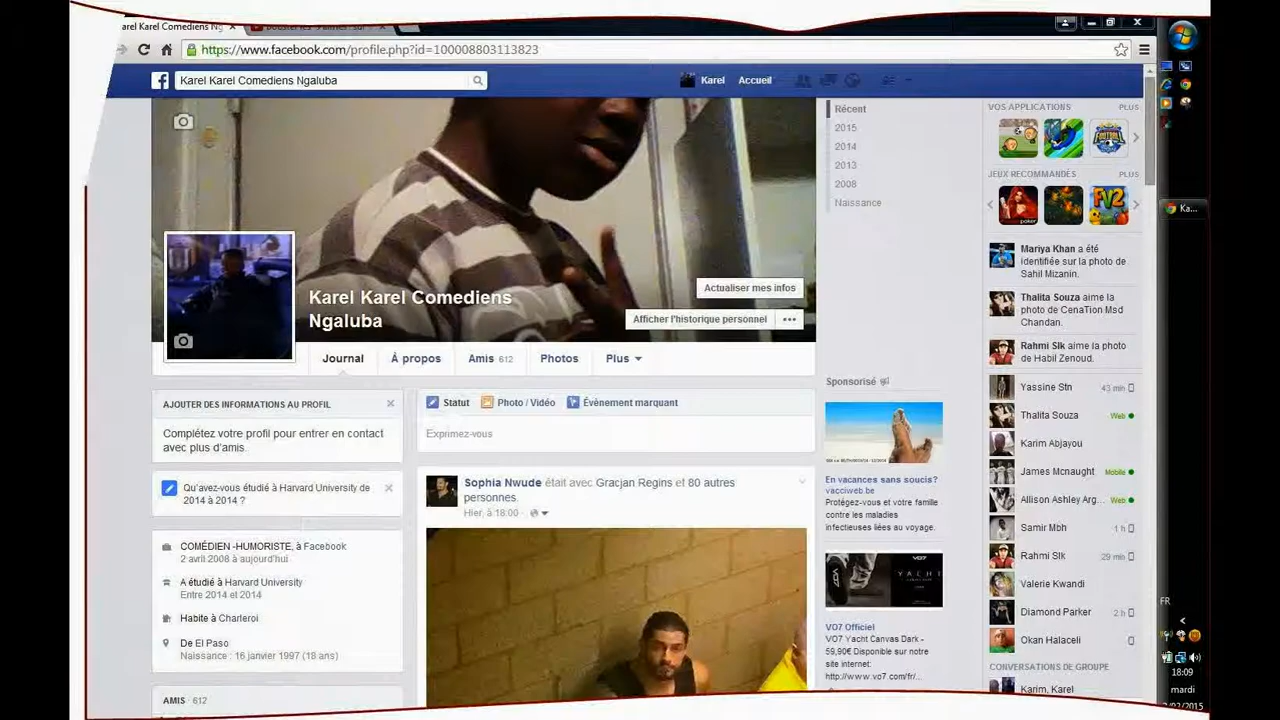 arel Karel Comediens Ng
https://www.facebook.com/profile.php?id=100008803113823
Karel Karel Comediens Ngaluba
Karel
Accueil
Récent
2015
2014
2013
2008
Naissance
Actualiser mes infos
Afficher l'historique personnel
Karel Karel Comediens
Ngaluba
Journal
À propos
Amis 612
Photos
Plus
AJOUTER DES INFORMATIONS AU PROFIL
Complétez votre profil pour entrer en contact
avec plus d'amis.
Qu'avez-vous étudié à Harvard University de
2014 à 2014 ?
COMÉDIEN -HUMORISTE, à Facebook
2 avril 2008 à aujourd'hui
A étudié à Harvard University
Entre 2014 et 2014
Habite à Charleroi
De El Paso
Naissance : 16 janvier 1997 (18 ans)
AMIS · 612
Statut
Photo / Vidéo
Évènement marquant
Exprimez-vous
Sophia Nwude était avec Gracjan Regins et 80 autres
personnes.
Hier, à 18:00
Sponsorisé
En vacances sans soucis?
vacciweb.be
Protégez-vous et votre famille
contre les maladies
infectieuses liées au voyage.
VO7
YACHT
VO7 Officiel
VO7 Yacht Canvas Dark -
59,90€ Disponible sur notre
site internet:
http://www.vo7.com/fr/...
VOS APPLICATIONS
PLUS
JEUX RECOMMANDÉS
PLUS
poker
FV2
Mariya Khan a été
identifiée sur la photo de
Sahil Mizanin.
Thalita Souza aime la
photo de CenaTion Msd
Chandan.
Rahmi Slk aime la photo
de Habil Zenoud.
Yassine Stn 43 min
Thalita Souza Web
Karim Abjayou
James Mcnaught Mobile
Allison Ashley Arg... Web
Samir Mbh 1 h
Rahmi Slk 29 min
Valerie Kwandi
Diamond Parker 2 h
Okan Halaceli
CONVERSATIONS DE GROUPE
Karim, Karel
Ka...
FR
18:09
mardi
/02/2015